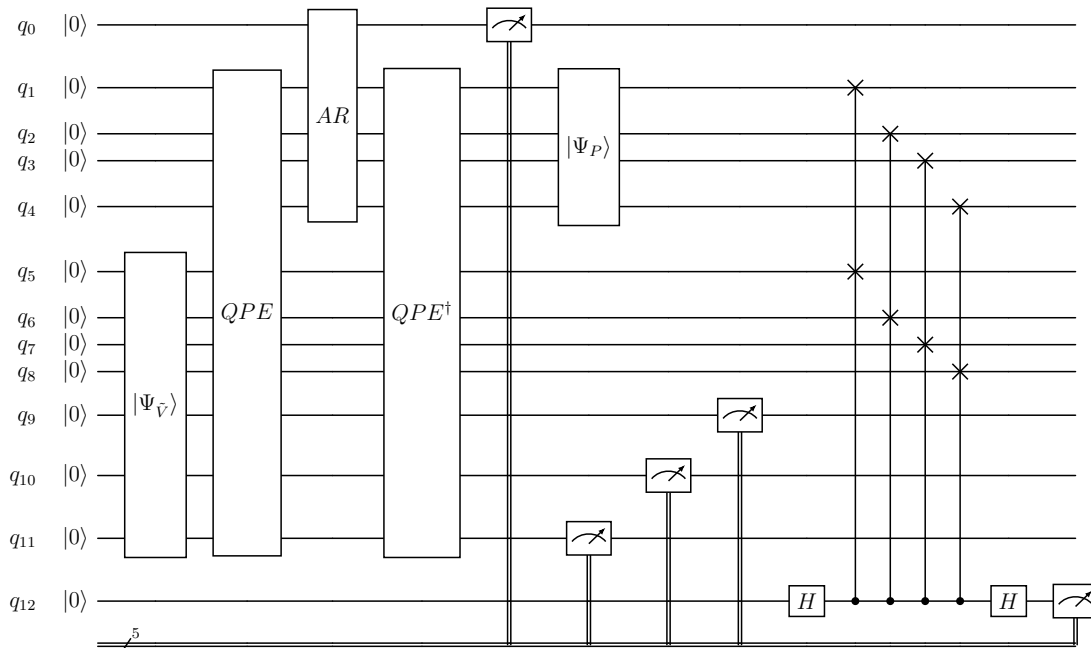 q0 |0⟩
q1 |0⟩
AR
q2 |0⟩
q3 |0⟩
|Ψ_P⟩
q4 |0⟩
q5 |0⟩
q6 |0⟩
QPE
QPE†
q7 |0⟩
q8 |0⟩
|Ψ_Ṽ⟩
q9 |0⟩
q10 |0⟩
q11 |0⟩
q12 |0⟩ H H
5